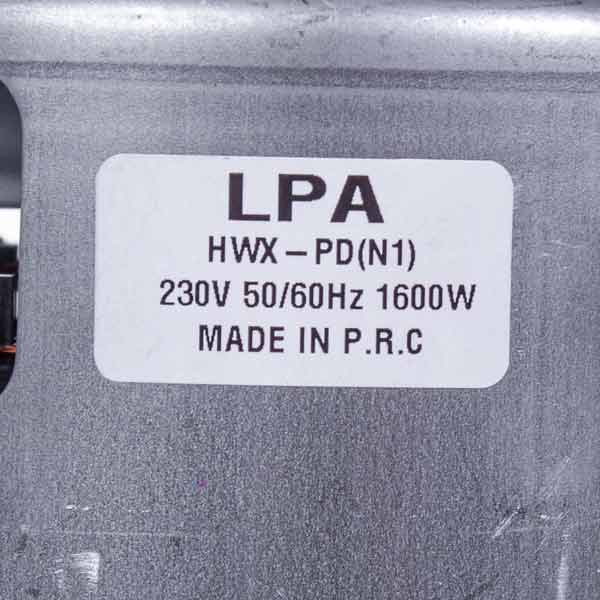 LPA
HWX–PD(N1)
230V 50/60Hz 1600W
MADE IN P.R.C